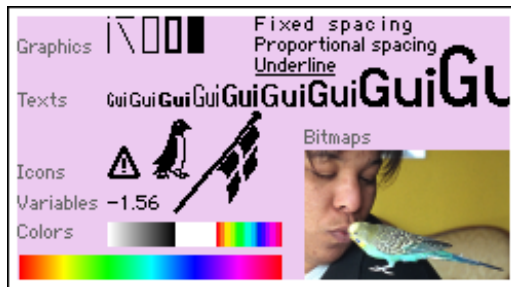 Graphics
Fixed spacing
Proportional spacing
Underline
Texts GuiGuiGuiGuiGuiGuiGuiGuiGu
Bitmaps
Icons
Variables -1.56
Colors